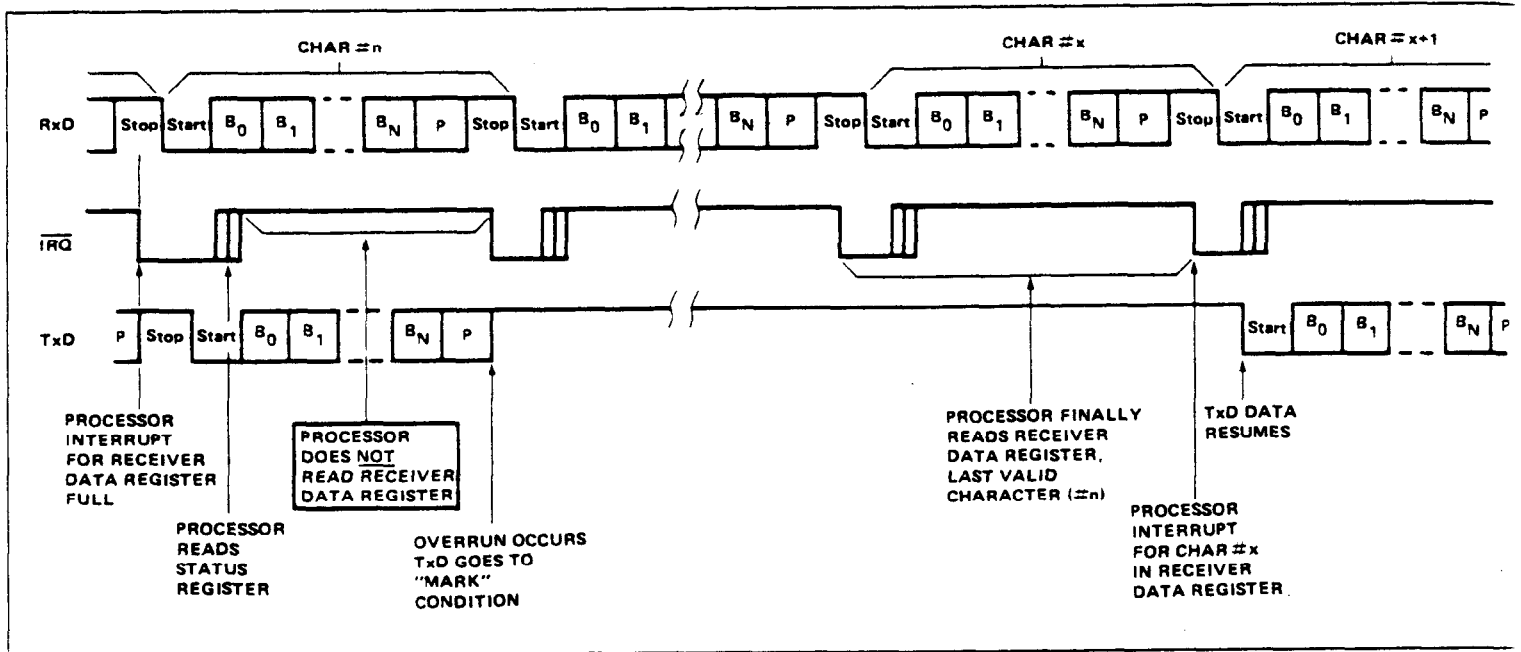 CHAR #n
CHAR #x
CHAR #x+1
RxD
Stop Start B0 B1 BN P Stop Start B0 B1 BN P Stop Start B0 B1 BN P Stop Start B0 B1 BN P
IRQ
TxD
P Stop Start B0 B1 BN P Start B0 B1 BN P
PROCESSOR
INTERRUPT
FOR RECEIVER
DATA REGISTER
FULL
PROCESSOR
READS
STATUS
REGISTER
PROCESSOR
DOES NOT
READ RECEIVER
DATA REGISTER
OVERRUN OCCURS
TxD GOES TO
"MARK"
CONDITION
PROCESSOR FINALLY
READS RECEIVER
DATA REGISTER,
LAST VALID
CHARACTER (#n)
PROCESSOR
INTERRUPT
FOR CHAR #x
IN RECEIVER
DATA REGISTER
TxD DATA
RESUMES